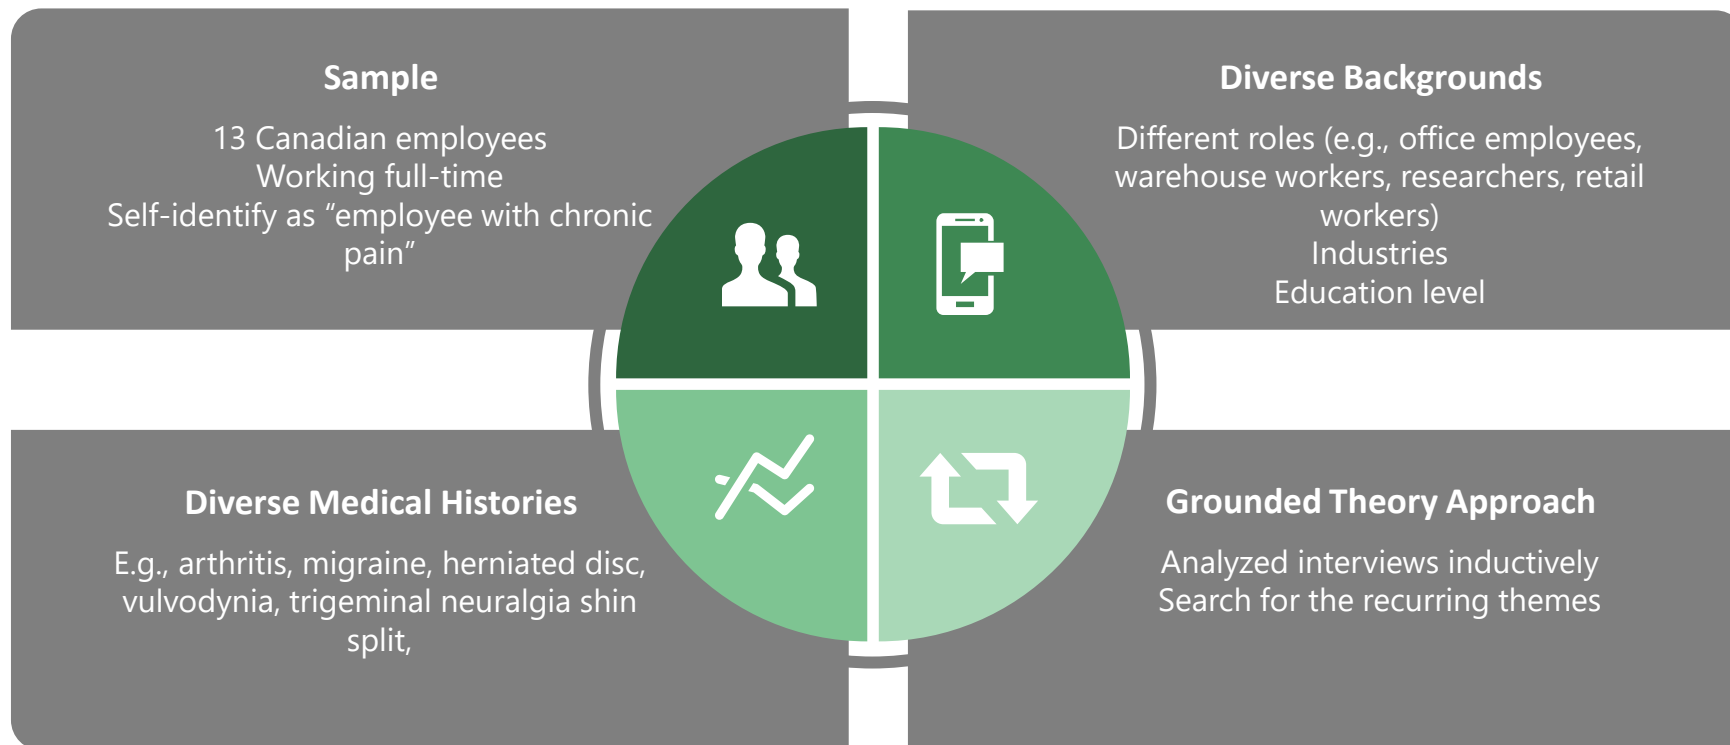 Sample
13 Canadian employees
Working full-time
Self-identify as “employee with chronic
pain”
Diverse Backgrounds
Different roles (e.g., office employees,
warehouse workers, researchers, retail
workers)
Industries
Education level
Diverse Medical Histories
E.g., arthritis, migraine, herniated disc,
vulvodynia, trigeminal neuralgia shin
split,
Grounded Theory Approach
Analyzed interviews inductively
Search for the recurring themes